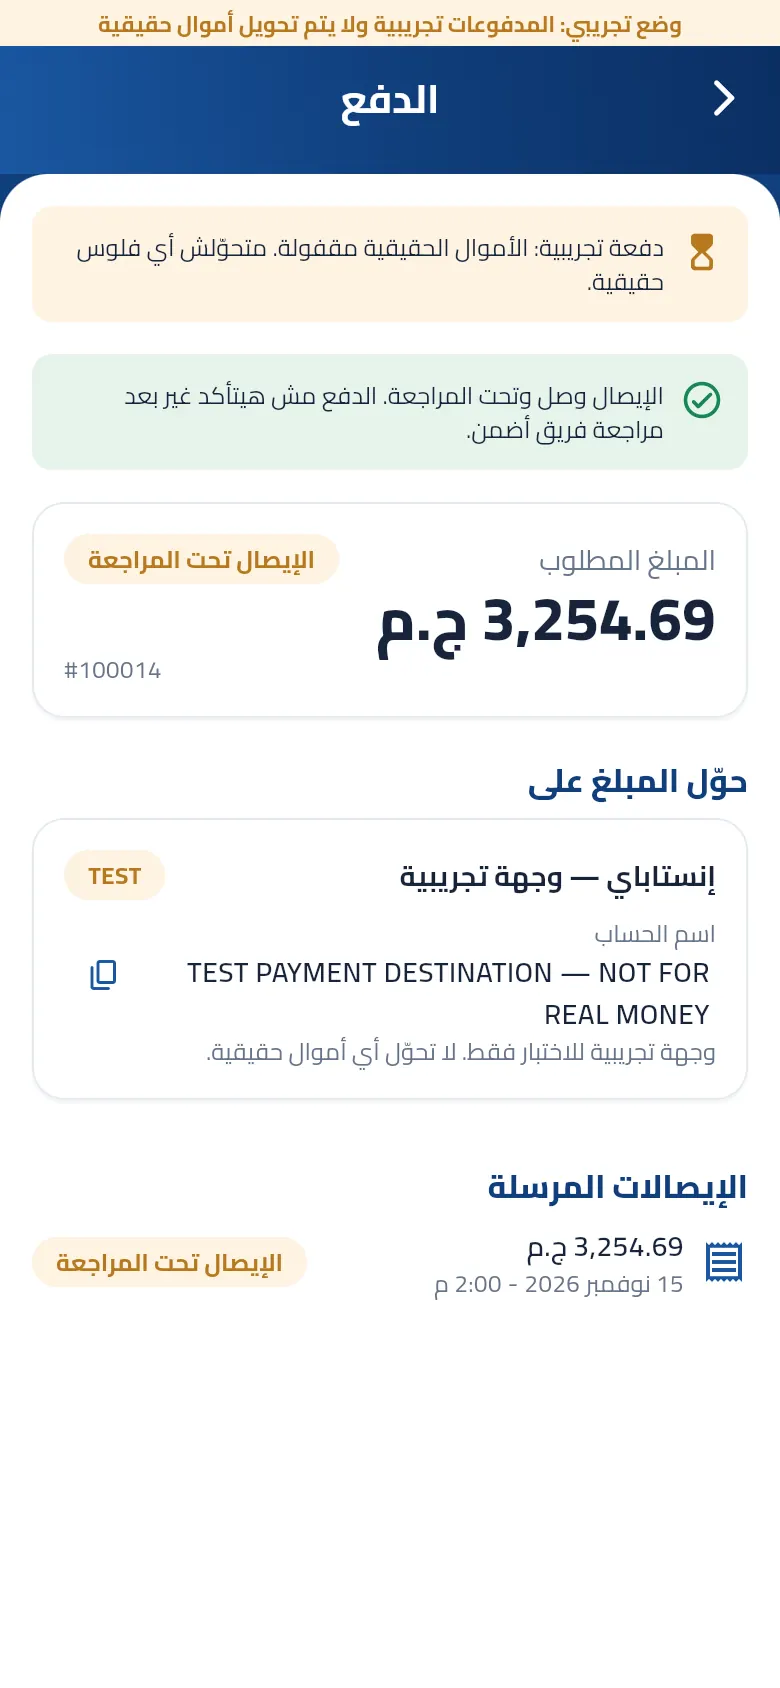 وضع تجريبي: المدفوعات تجريبية ولا يتم تحويل أموال حقيقية
الدفع
دفعة تجريبية: الأموال الحقيقية مقفولة. متحوّلش أي فلوس
حقيقية.
الإيصال وصل وتحت المراجعة. الدفع مش هيتأكد غير بعد
مراجعة فريق أضمن.
المبلغ المطلوب
الإيصال تحت المراجعة
3,254.69 ج.م
#100014
حوّل المبلغ على
إنستاباي — وجهة تجريبية
TEST
اسم الحساب
TEST PAYMENT DESTINATION — NOT FOR
REAL MONEY
وجهة تجريبية للاختبار فقط. لا تحوّل أي أموال حقيقية.
الإيصالات المرسلة
3,254.69 ج.م
الإيصال تحت المراجعة
15 نوفمبر 2026 - 2:00 م